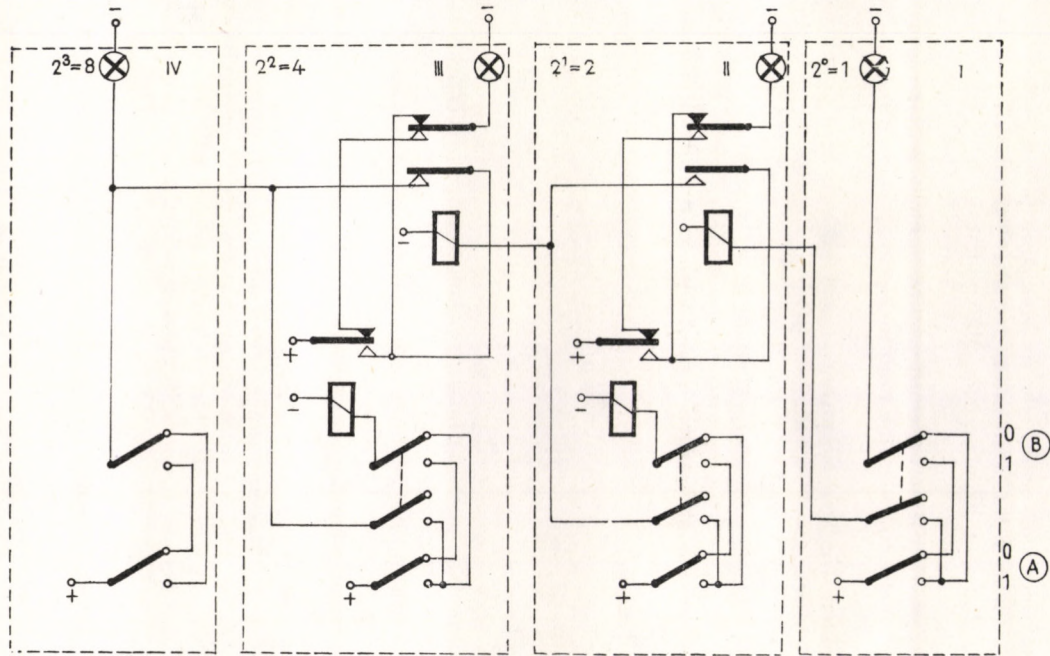 − − − −
2³=8 IV 2²=4 III 2¹=2 II 2⁰=1 I
−
+ +
− −
0
B
1
0
A
1
+ + + +